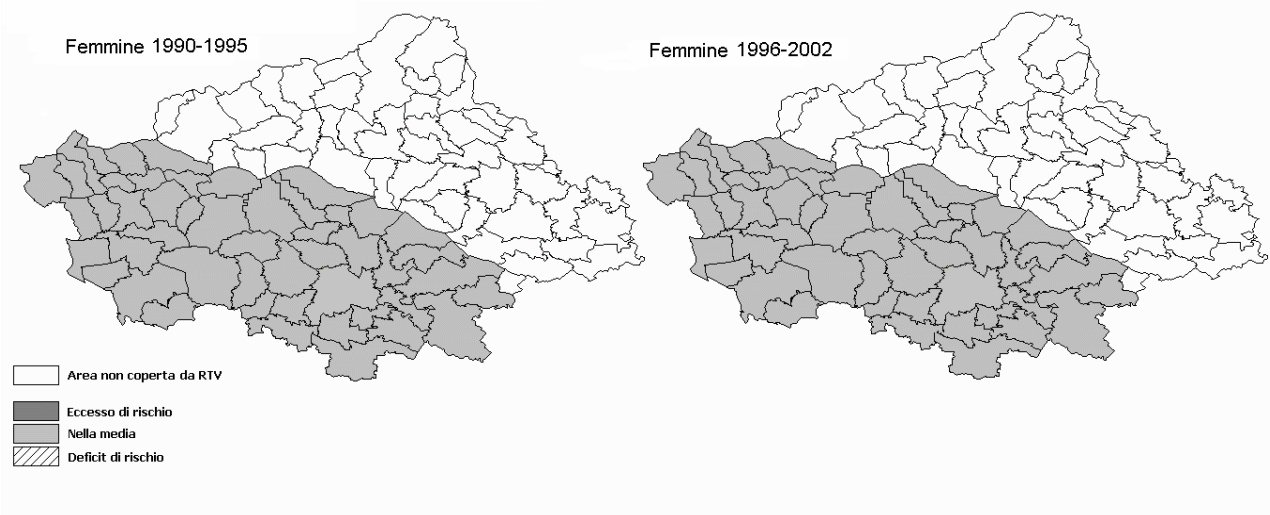 Femmine 1990-1995
Femmine 1996-2002
Area non coperta da RTV
Eccesso di rischio
Nella media
Deficit di rischio